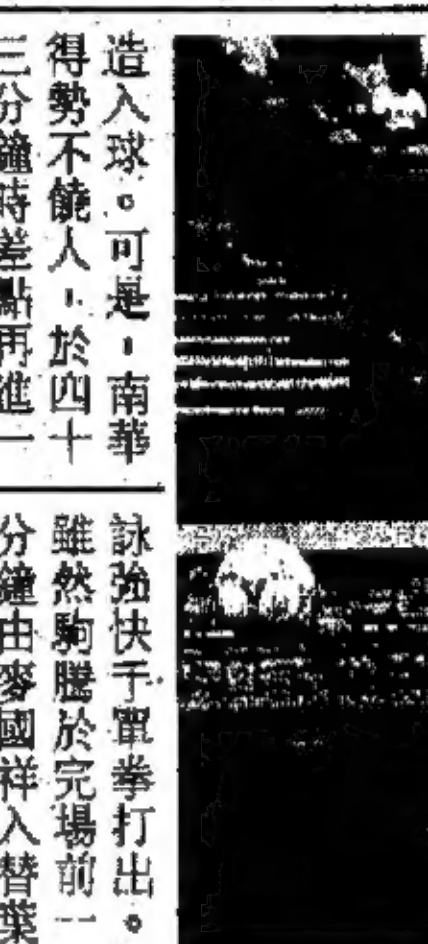 造入球。可是，南華
得勢不饒人，於四十
三分鐘時差點再進一
詠強快手單拳打出。
雖然駒騰於完場前一
分鐘由麥國祥入替葉